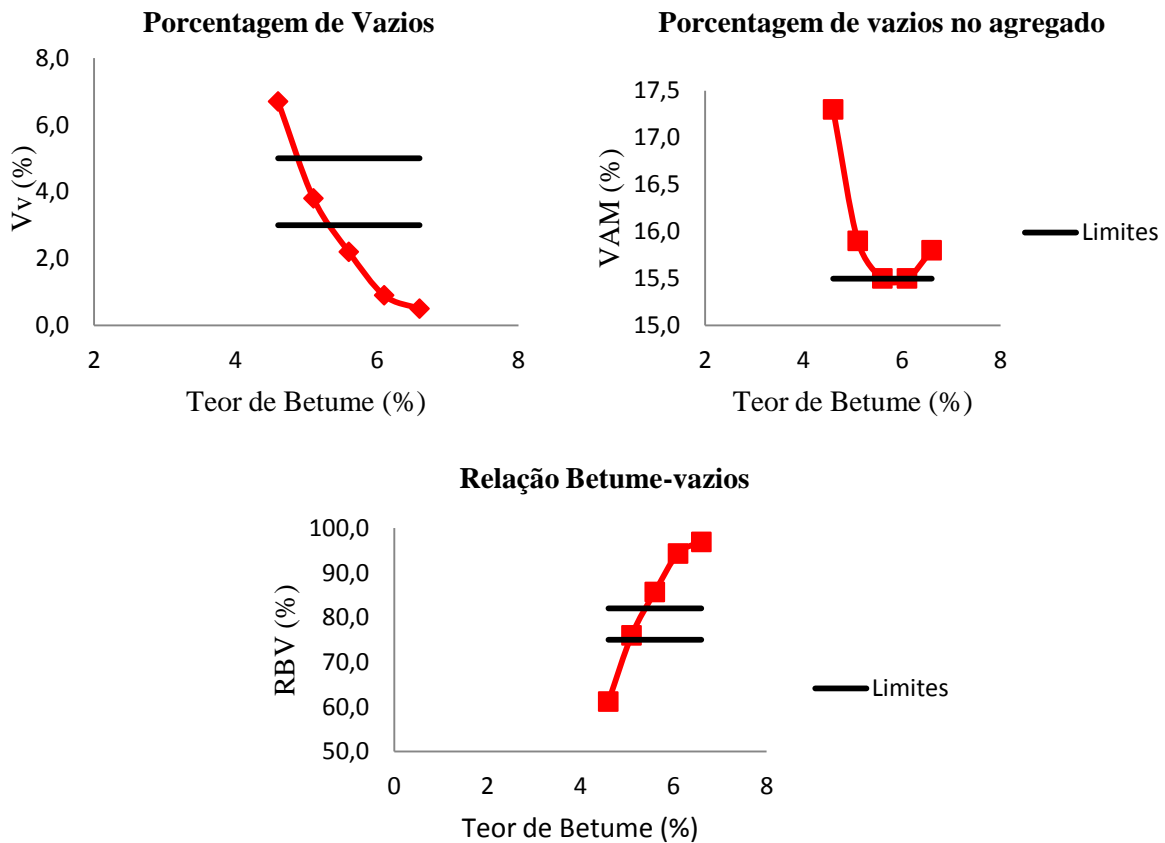 Porcentagem de Vazios
8,0
6,0
4,0
2,0
0,0
Vv (%)
2 4 6 8
Teor de Betume (%)
Porcentagem de vazios no agregado
17,5
17,0
16,5
16,0
15,5
15,0
VAM (%)
2 4 6 8
Teor de Betume (%)
Limites
Relação Betume-vazios
100,0
90,0
80,0
70,0
60,0
50,0
RBV (%)
0 2 4 6 8
Teor de Betume (%)
Limites